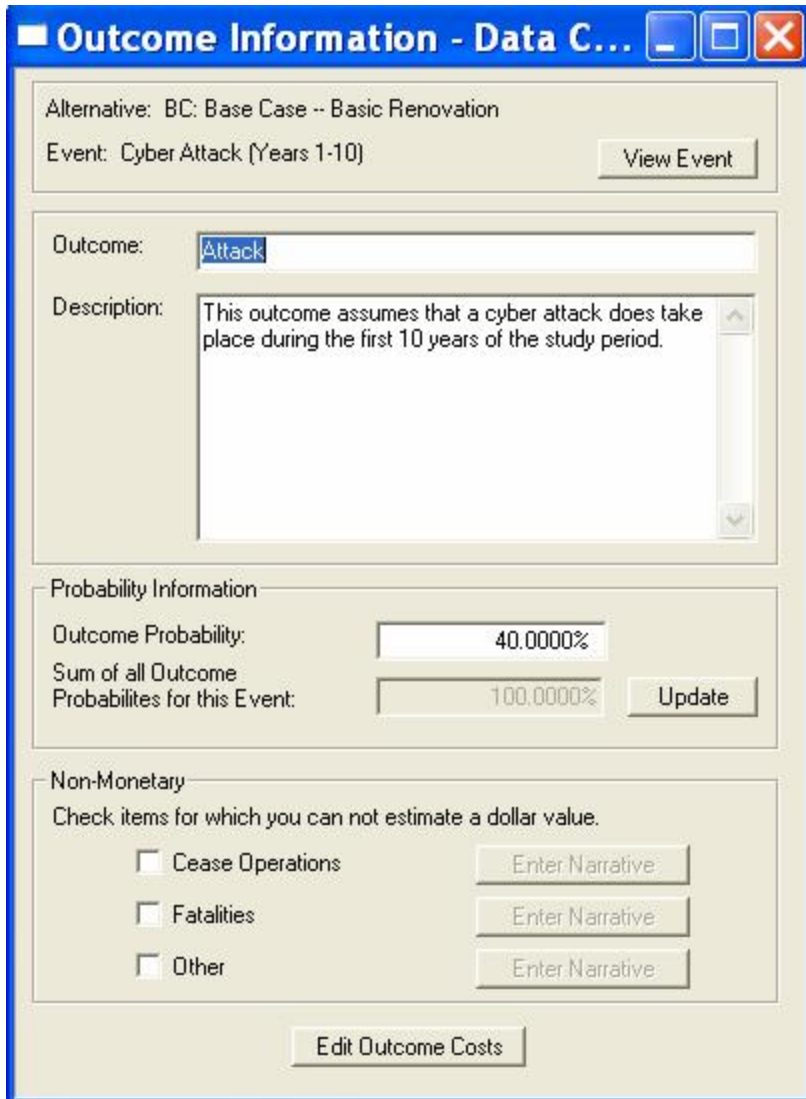 Outcome Information - Data C...
Alternative: BC: Base Case -- Basic Renovation
Event: Cyber Attack (Years 1-10)
View Event
Outcome:
Attack
Description:
This outcome assumes that a cyber attack does take
place during the first 10 years of the study period.
Probability Information
Outcome Probability:
40.0000%
Sum of all Outcome
Probabilites for this Event:
100.0000%
Update
Non-Monetary
Check items for which you can not estimate a dollar value.
Cease Operations
Enter Narrative
Fatalities
Enter Narrative
Other
Enter Narrative
Edit Outcome Costs